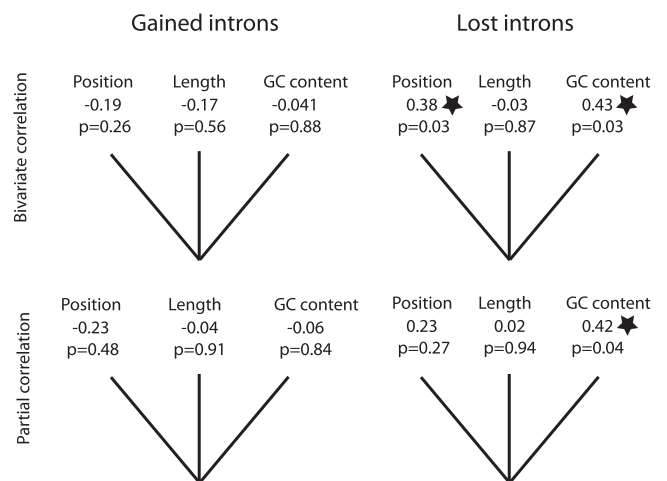 Gained introns
Lost introns
Bivariate correlation
Position Length GC content
-0.19 -0.17 -0.041
p=0.26 p=0.56 p=0.88
Position Length GC content
0.38 -0.03 0.43
p=0.03 p=0.87 p=0.03
Partial correlation
Position Length GC content
-0.23 -0.04 -0.06
p=0.48 p=0.91 p=0.84
Position Length GC content
0.23 0.02 0.42
p=0.27 p=0.94 p=0.04